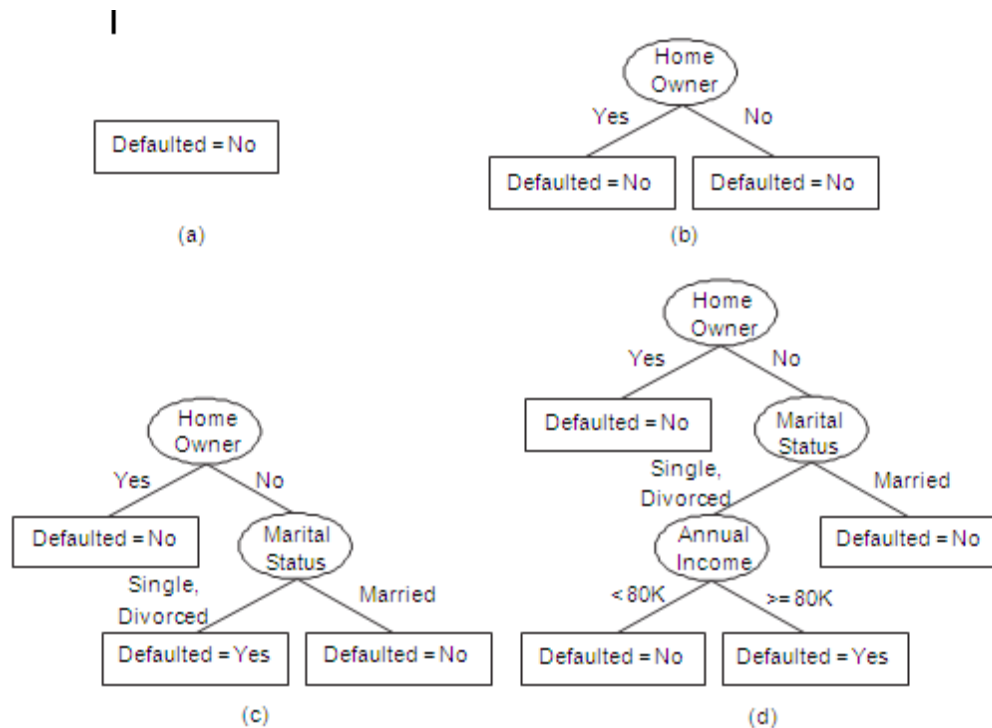 Defaulted = No
(a)
Home
Owner
Yes
No
Defaulted = No
Defaulted = No
(b)
Home
Owner
Yes
No
Defaulted = No
Marital
Status
Single,
Divorced
Married
Defaulted = Yes
Defaulted = No
(c)
Home
Owner
Yes
No
Defaulted = No
Marital
Status
Single,
Divorced
Married
Annual
Income
Defaulted = No
< 80K
>= 80K
Defaulted = No
Defaulted = Yes
(d)